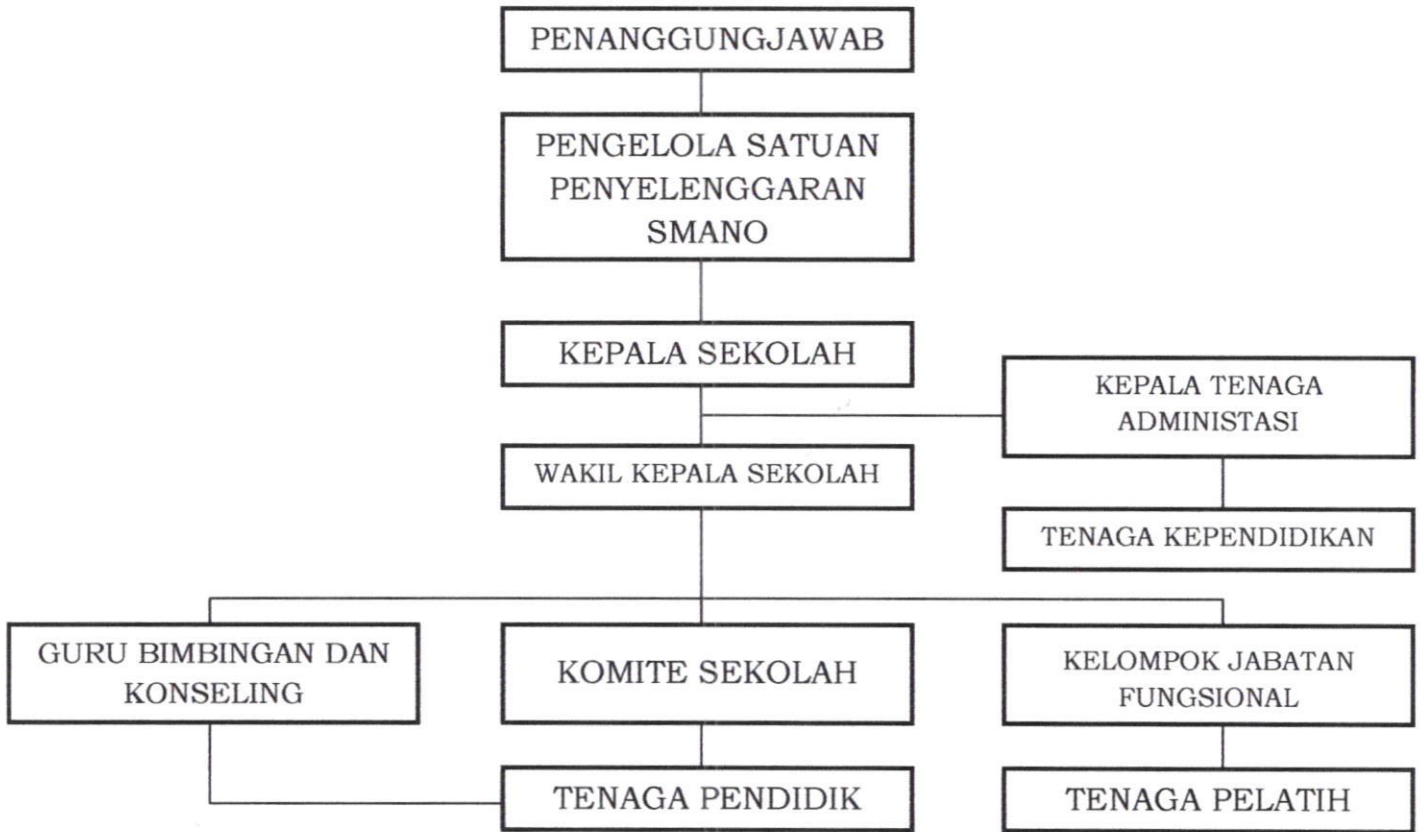 PENANGGUNGJAWAB
PENGELOLA SATUAN
PENYELENGGARAN
SMANO
KEPALA SEKOLAH
KEPALA TENAGA
ADMINISTASI
WAKIL KEPALA SEKOLAH
TENAGA KEPENDIDIKAN
GURU BIMBINGAN DAN
KONSELING
KOMITE SEKOLAH
KELOMPOK JABATAN
FUNGSIONAL
TENAGA PENDIDIK
TENAGA PELATIH